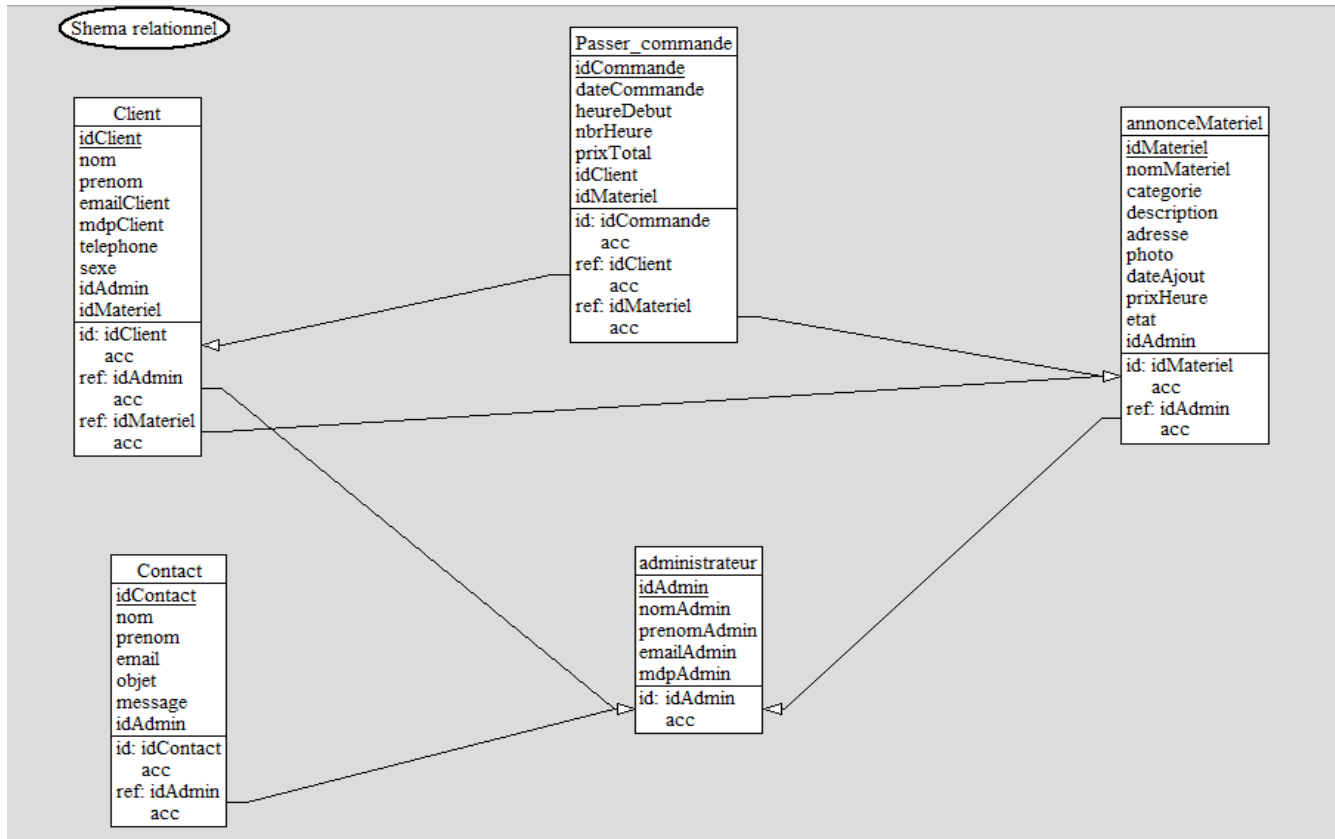 Shema relationnel
Passer_commande
idCommande
dateCommande
heureDebut
nbrHeure
prixTotal
idClient
idMateriel
id: idCommande
acc
ref: idClient
acc
ref: idMateriel
acc
Client
idClient
nom
prenom
emailClient
mdpClient
telephone
sexe
idAdmin
idMateriel
id: idClient
acc
ref: idAdmin
acc
ref: idMateriel
acc
annonceMateriel
idMateriel
nomMateriel
categorie
description
adresse
photo
dateAjout
prixHeure
etat
idAdmin
id: idMateriel
acc
ref: idAdmin
acc
Contact
idContact
nom
prenom
email
objet
message
idAdmin
id: idContact
acc
ref: idAdmin
acc
administrateur
idAdmin
nomAdmin
prenomAdmin
emailAdmin
mdpAdmin
id: idAdmin
acc